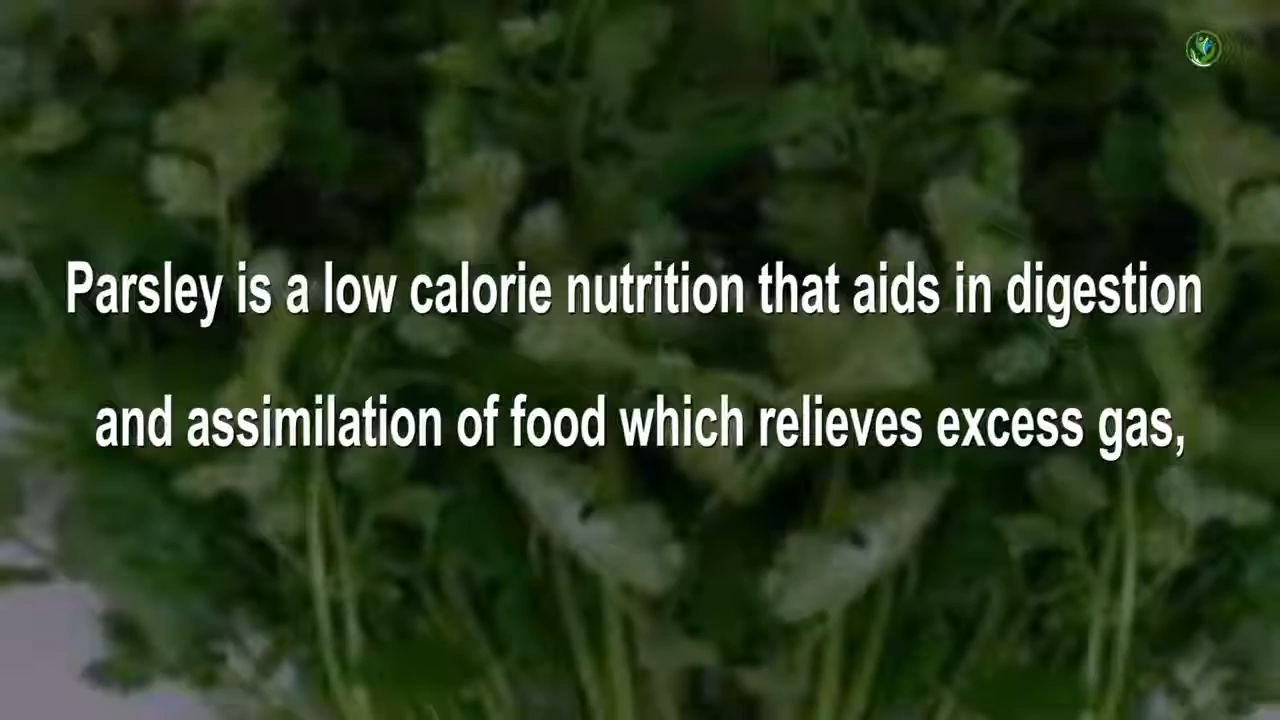 Parsley is a low calorie nutrition that aids in digestion
and assimilation of food which relieves excess gas,